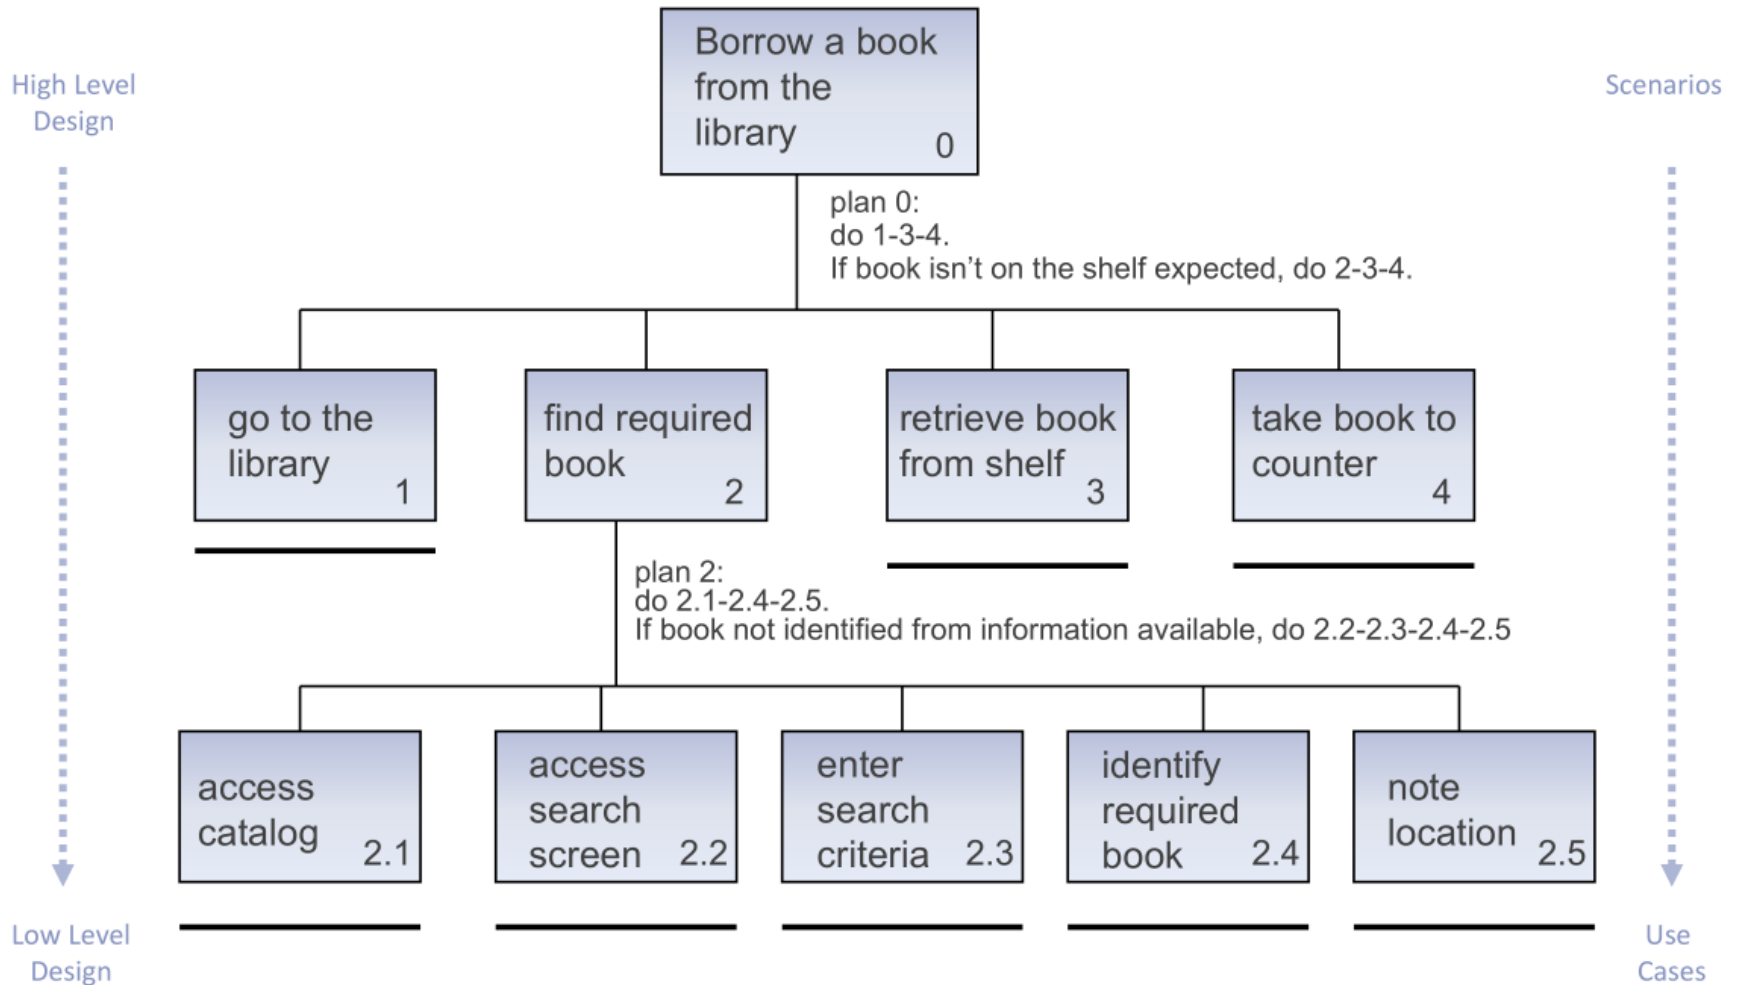 Borrow a book
from the
library
0
High Level
Design
Scenarios
plan 0:
do 1-3-4.
If book isn’t on the shelf expected, do 2-3-4.
go to the
library
1
find required
book
2
retrieve book
from shelf
3
take book to
counter
4
plan 2:
do 2.1-2.4-2.5.
If book not identified from information available, do 2.2-2.3-2.4-2.5
access
catalog
2.1
access
search
screen
2.2
enter
search
criteria
2.3
identify
required
book
2.4
note
location
2.5
Low Level
Design
Use
Cases